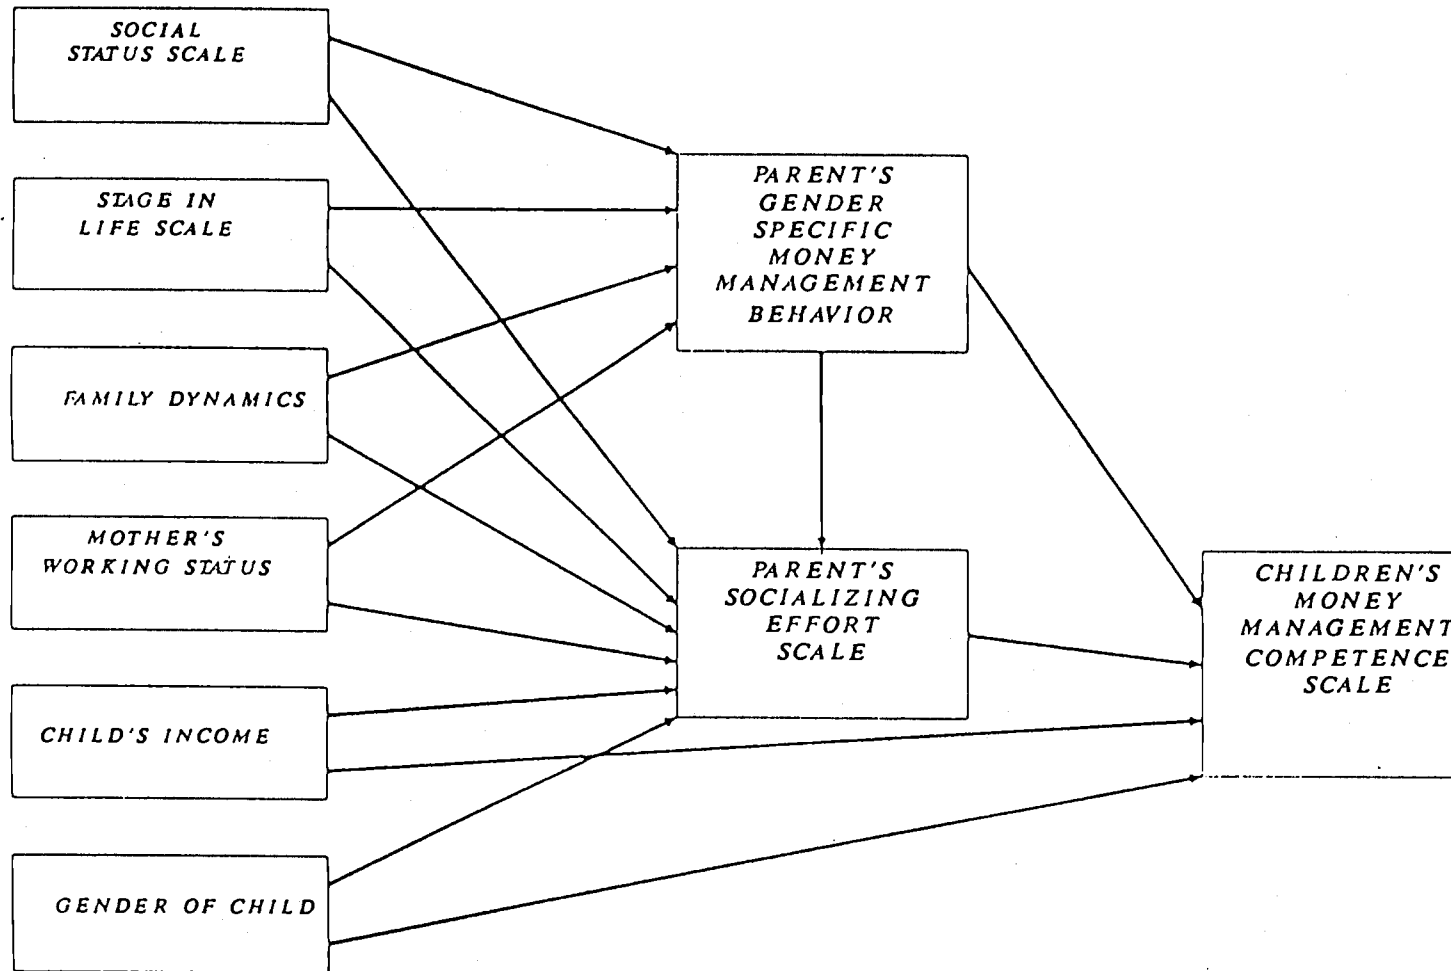 SOCIAL
STATUS SCALE
STAGE IN
LIFE SCALE
FAMILY DYNAMICS
MOTHER'S
WORKING STATUS
CHILD'S INCOME
GENDER OF CHILD
PARENT'S
GENDER
SPECIFIC
MONEY
MANAGEMENT
BEHAVIOR
PARENT'S
SOCIALIZING
EFFORT
SCALE
CHILDREN'S
MONEY
MANAGEMENT
COMPETENCE
SCALE